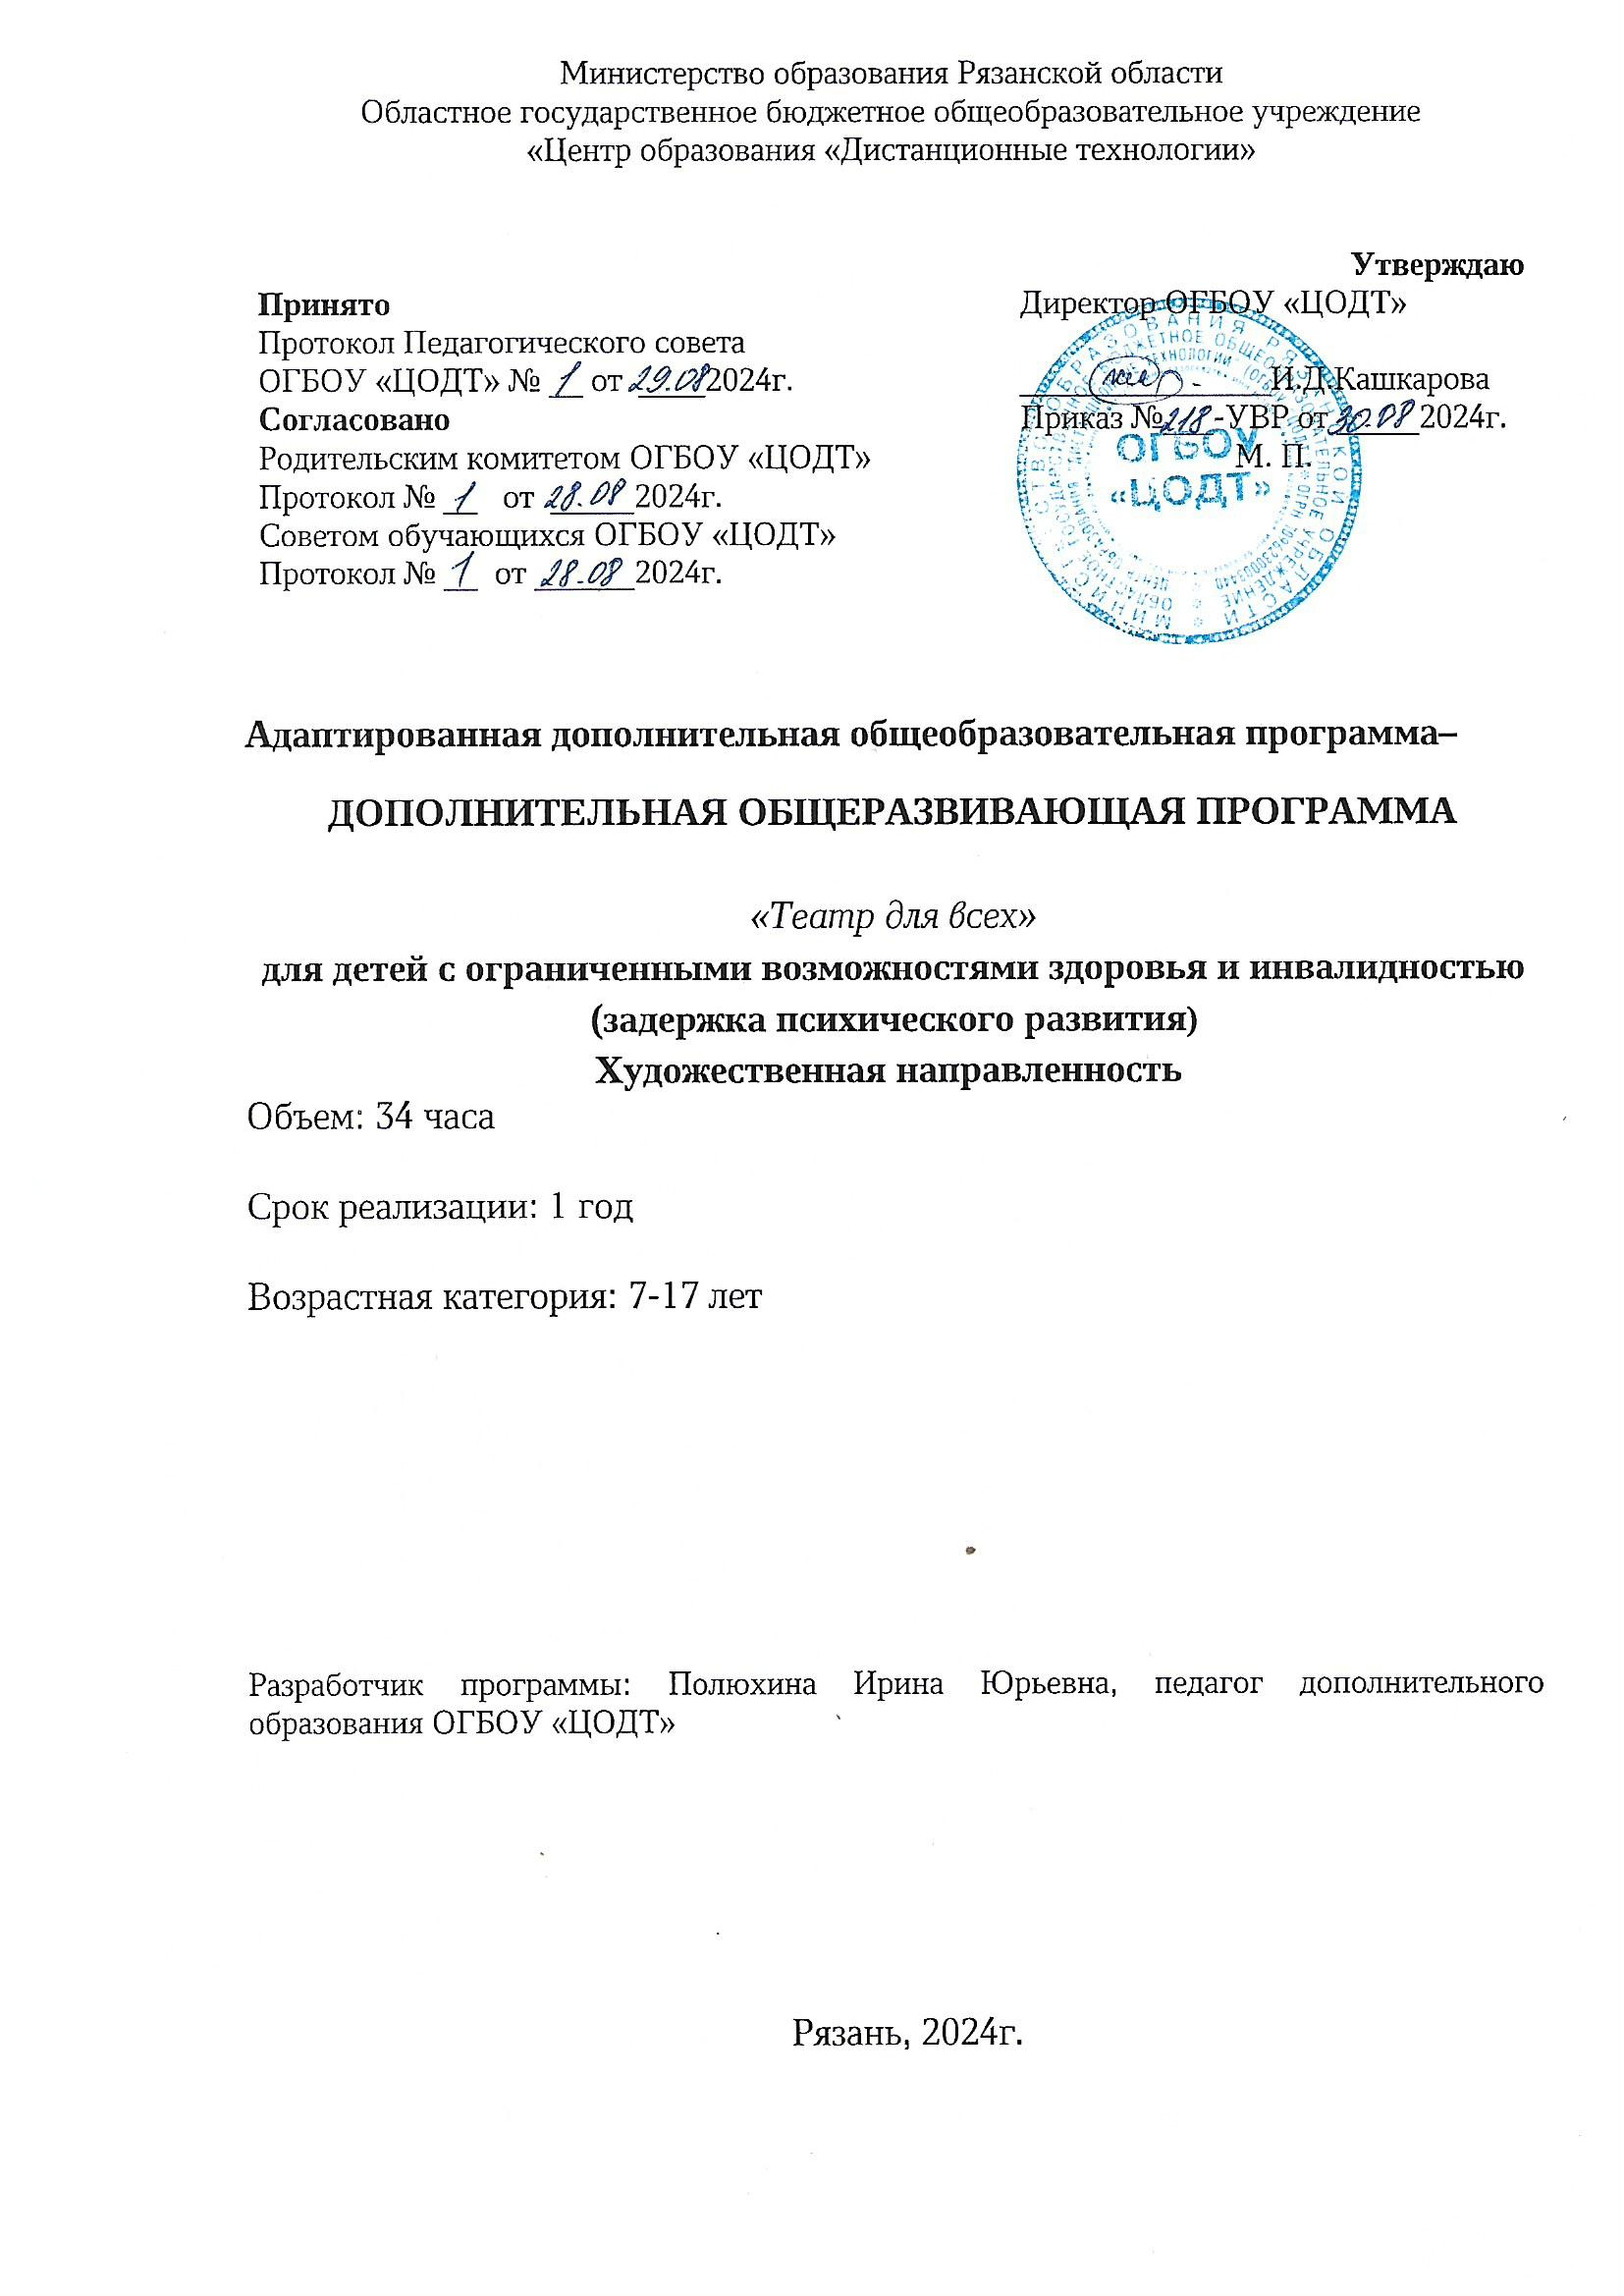 Министерство образования Рязанской области
Областное государственное бюджетное общеобразовательное учреждение
«Центр образования «Дистанционные технологии»
Принято
Протокол Педагогического совета
ОГБОУ «ЦОДТ» № 1 от 29.08 2024г.
Согласовано
Родительским комитетом ОГБОУ «ЦОДТ»
Протокол № 1 от 28.08 2024г.
Советом обучающихся ОГБОУ «ЦОДТ»
Протокол № 1 от 28.08 2024г.
Утверждаю
Директор ОГБОУ «ЦОДТ»
И.Д.Кашкарова
Приказ № 218 -УВР от 30.08 2024г.
М. П.
ОГБОУ
«ЦОДТ»
Адаптированная дополнительная общеобразовательная программа–
ДОПОЛНИТЕЛЬНАЯ ОБЩЕРАЗВИВАЮЩАЯ ПРОГРАММА
«Театр для всех»
для детей с ограниченными возможностями здоровья и инвалидностью
(задержка психического развития)
Художественная направленность
Объем: 34 часа
Срок реализации: 1 год
Возрастная категория: 7-17 лет
Разработчик программы: Полюхина Ирина Юрьевна, педагог дополнительного
образования ОГБОУ «ЦОДТ»
Рязань, 2024г.